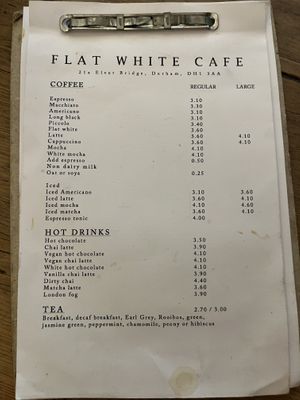 FLAT WHITE CAFE
21a Elvet Bridge, Durham, DH1 3AA
COFFEE REGULAR LARGE
Espresso 3.10
Macchiato 3.30
Americano 3.10
Long black 3.10
Piccolo 3.40
Flat white 3.60
Latte 3.60 4.10
Cappuccino 3.60 4.10
Mocha 4.10
White mocha 4.10
Add espresso 0.50
Non dairy milk
Oat or soya 0.25
Iced
Iced Americano 3.10 3.60
Iced latte 3.60 4.10
Iced mocha 4.10 4.60
Iced matcha 3.60 4.10
Espresso tonic 4.00
HOT DRINKS
Hot chocolate 3.50
Chai latte 3.90
Vegan hot chocolate 4.10
Vegan chai latte 4.10
White hot chocolate 4.10
Vanilla chai latte 3.90
Dirty chai 4.40
Matcha latte 3.60
London fog 3.90
TEA 2.70 / 3.00
Breakfast, decaf breakfast, Earl Grey, Rooibos, green,
jasmine green, peppermint, chamomile, peony or hibiscus